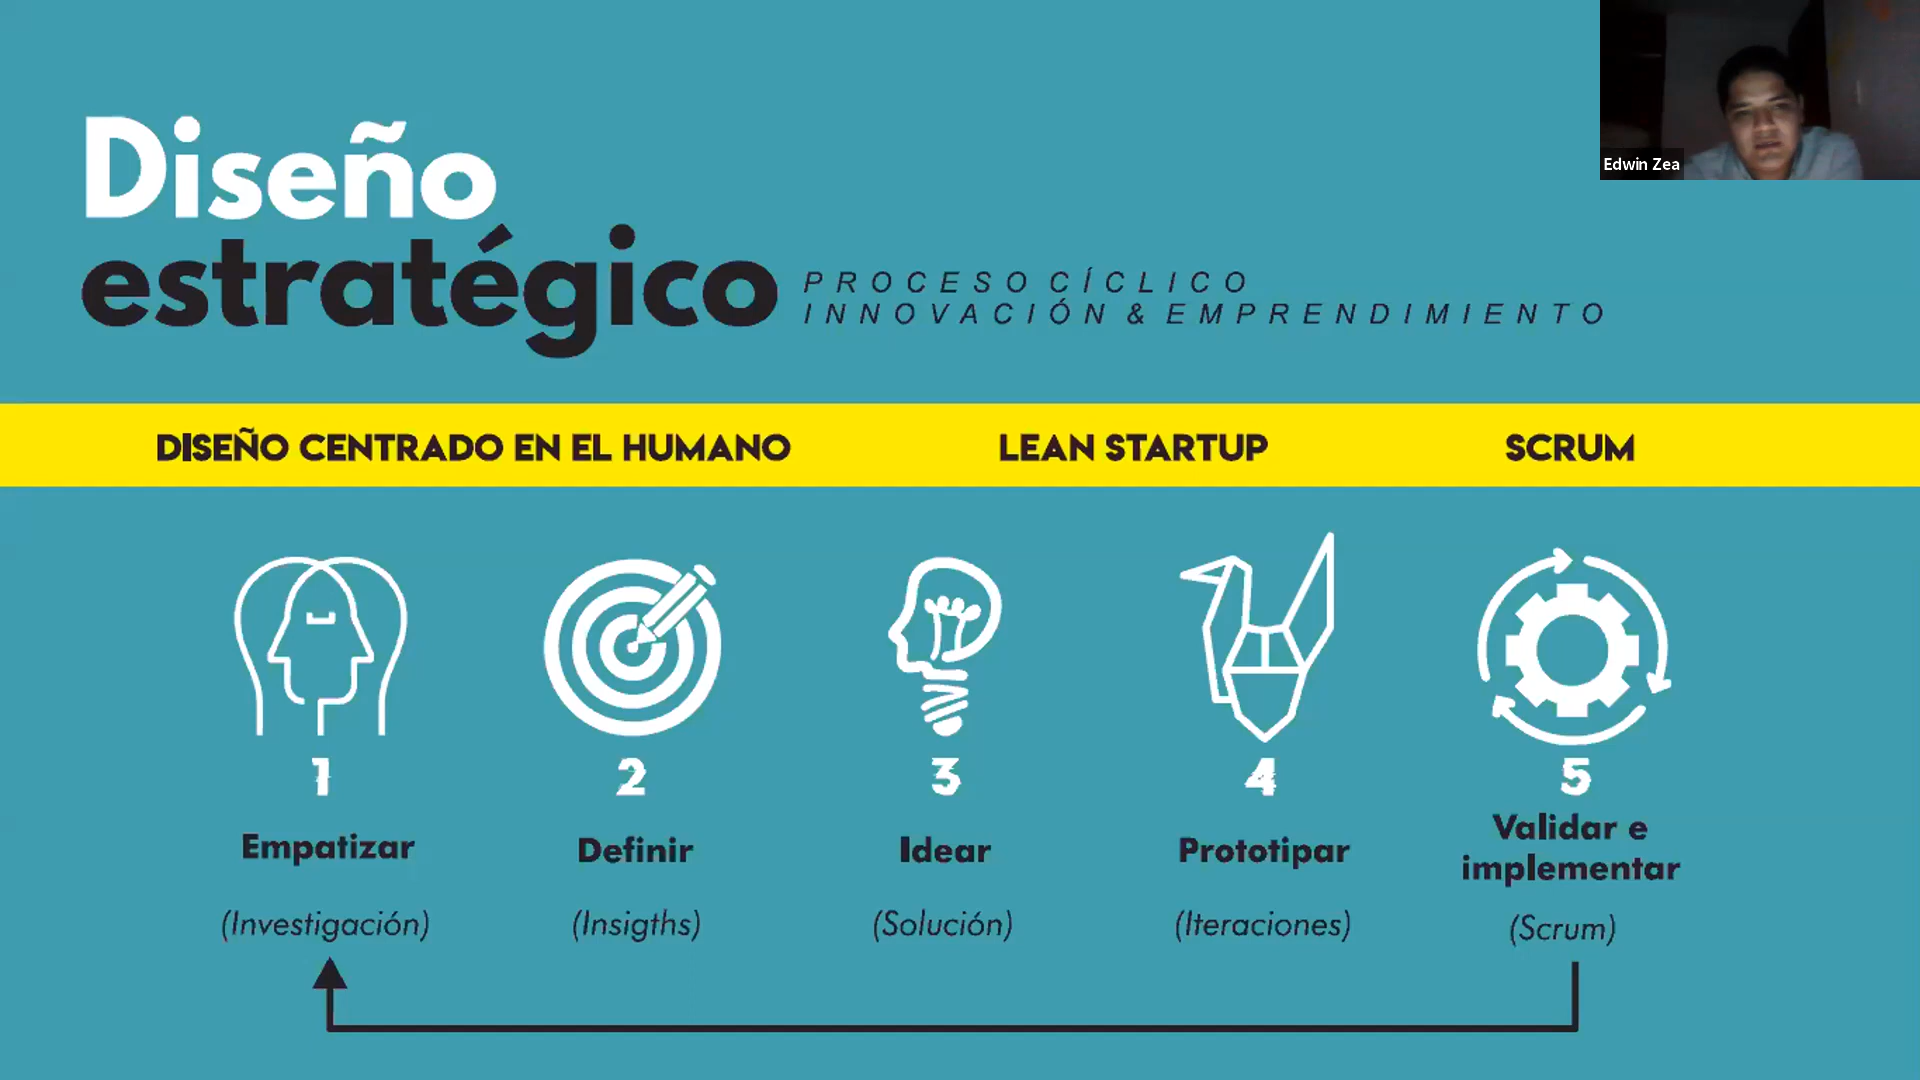 Edwin Zea
Diseño
estratégico
PROCESO CÍCLICO
INNOVACIÓN & EMPRENDIMIENTO
DISEÑO CENTRADO EN EL HUMANO
LEAN STARTUP
SCRUM
1
2
3
4
5
Empatizar
Definir
Idear
Prototipar
Validar e
implementar
(Investigación)
(Insigths)
(Solución)
(Iteraciones)
(Scrum)